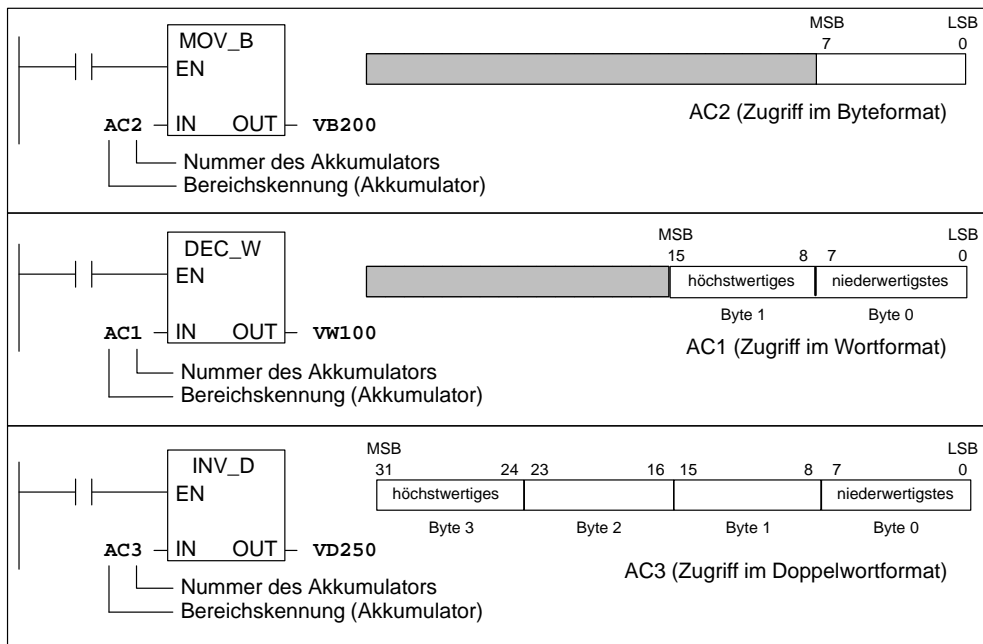 MOV_B
EN
AC2 IN OUT VB200
Nummer des Akkumulators
Bereichskennung (Akkumulator)
MSB LSB
7 0
AC2 (Zugriff im Byteformat)
DEC_W
EN
AC1 IN OUT VW100
Nummer des Akkumulators
Bereichskennung (Akkumulator)
MSB LSB
15 8 7 0
höchstwertiges niederwertigstes
Byte 1 Byte 0
AC1 (Zugriff im Wortformat)
INV_D
EN
AC3 IN OUT VD250
Nummer des Akkumulators
Bereichskennung (Akkumulator)
MSB LSB
31 24 23 16 15 8 7 0
höchstwertiges niederwertigstes
Byte 3 Byte 2 Byte 1 Byte 0
AC3 (Zugriff im Doppelwortformat)